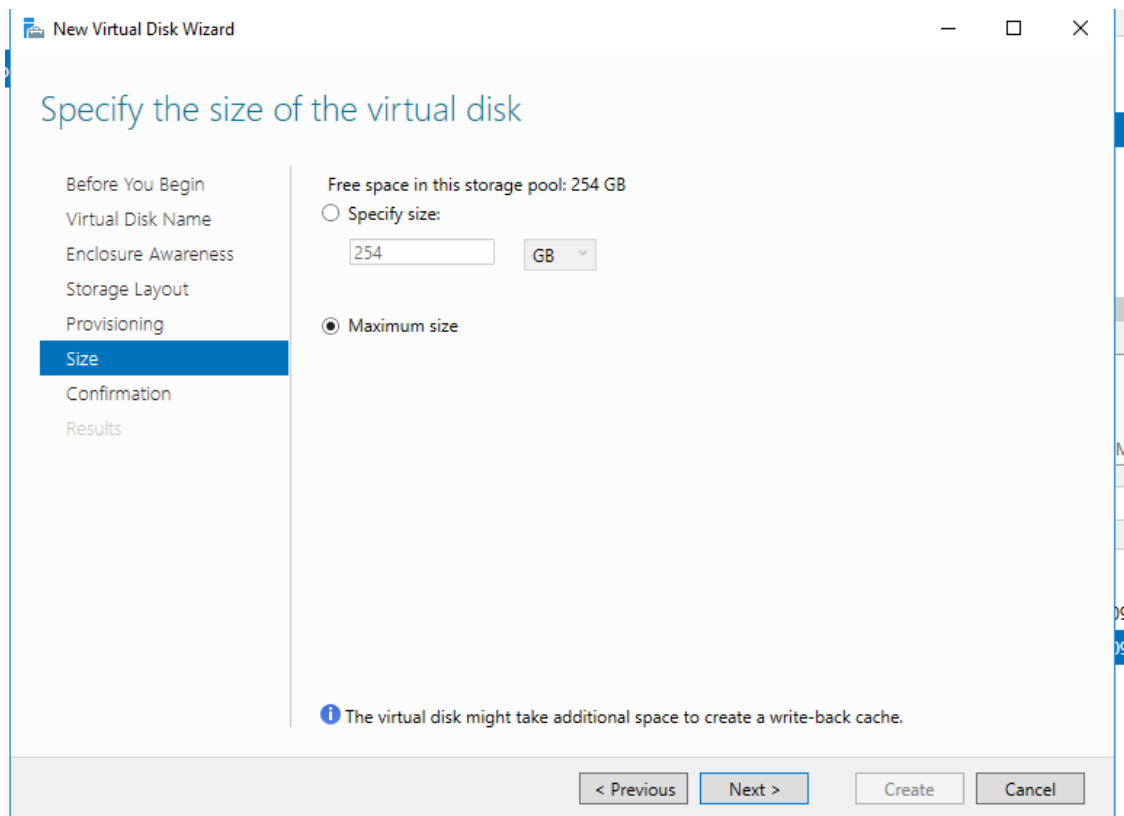 New Virtual Disk Wizard
Specify the size of the virtual disk
Before You Begin
Virtual Disk Name
Enclosure Awareness
Storage Layout
Provisioning
Size
Confirmation
Results
Free space in this storage pool: 254 GB
Specify size:
254 GB
Maximum size
The virtual disk might take additional space to create a write-back cache.
< Previous Next > Create Cancel